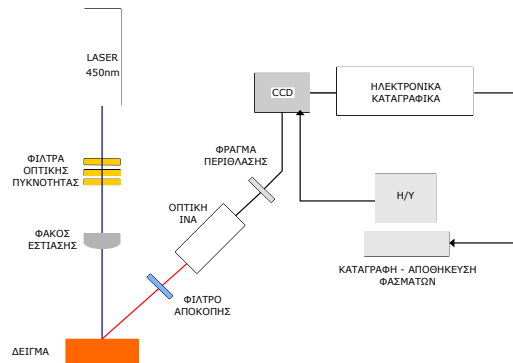 LASER
450nm
CCD
ΗΛΕΚΤΡΟΝΙΚΑ
ΚΑΤΑΓΡΑΦΙΚΑ
ΦΡΑΓΜΑ
ΠΕΡΙΘΛΑΣΗΣ
ΦΙΛΤΡΑ
ΟΠΤΙΚΗΣ
ΠΥΚΝΟΤΗΤΑΣ
ΟΠΤΙΚΗ
ΙΝΑ
Η/Υ
ΦΑΚΟΣ
ΕΣΤΙΑΣΗΣ
ΚΑΤΑΓΡΑΦΗ - ΑΠΟΘΗΚΕΥΣΗ
ΦΑΣΜΑΤΩΝ
ΦΙΛΤΡΟ
ΑΠΟΚΟΠΗΣ
ΔΕΙΓΜΑ